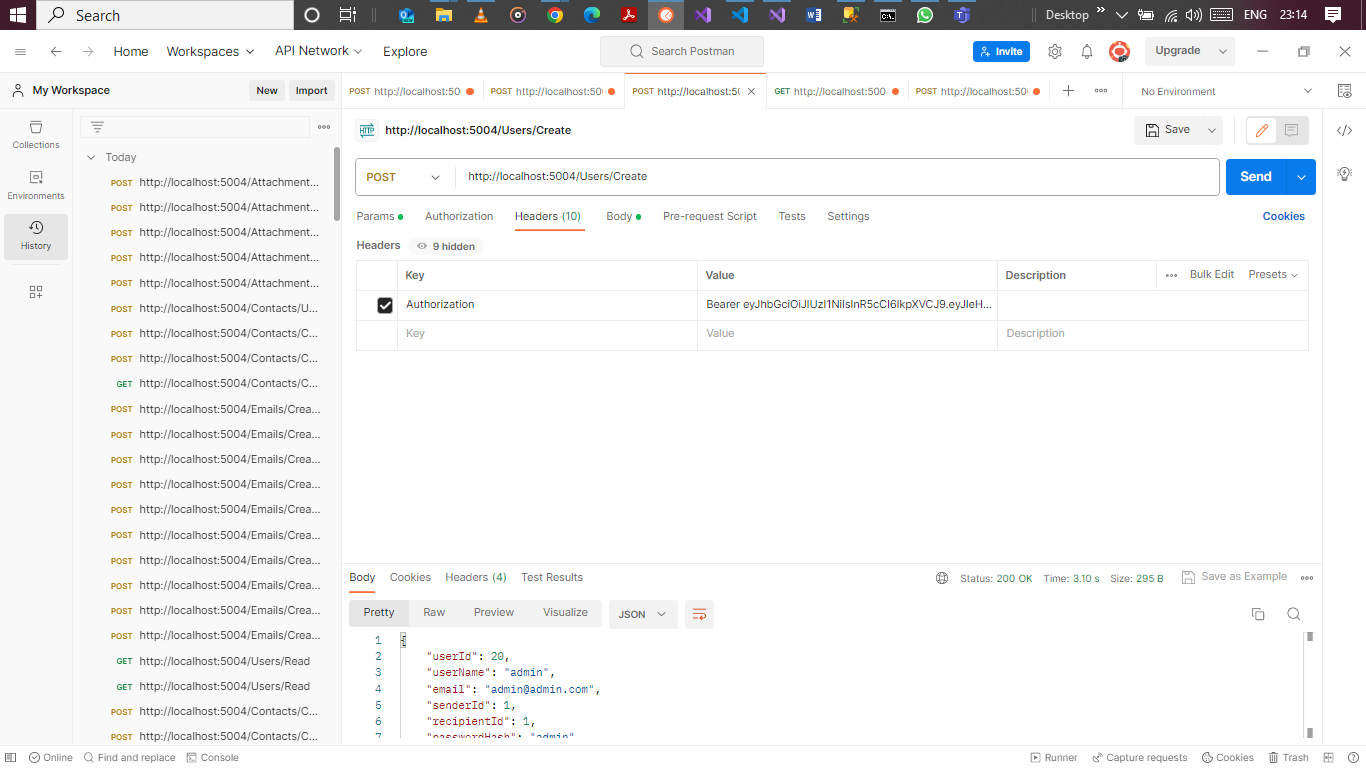 Search
Desktop
ENG 23:14
Home Workspaces API Network Explore
Search Postman
Invite
Upgrade
My Workspace New Import
POST http://localhost:50 POST http://localhost:50 POST http://localhost:50 GET http://localhost:500 POST http://localhost:50
No Environment
Collections
Environments
History
Today
POST http://localhost:5004/Attachment...
POST http://localhost:5004/Attachment...
POST http://localhost:5004/Attachment...
POST http://localhost:5004/Attachment...
POST http://localhost:5004/Attachment...
POST http://localhost:5004/Contacts/U...
POST http://localhost:5004/Contacts/C...
POST http://localhost:5004/Contacts/C...
GET http://localhost:5004/Contacts/C...
POST http://localhost:5004/Emails/Crea...
POST http://localhost:5004/Emails/Crea...
POST http://localhost:5004/Emails/Crea...
POST http://localhost:5004/Emails/Crea...
POST http://localhost:5004/Emails/Crea...
POST http://localhost:5004/Emails/Crea...
POST http://localhost:5004/Emails/Crea...
POST http://localhost:5004/Emails/Crea...
POST http://localhost:5004/Emails/Crea...
POST http://localhost:5004/Emails/Crea...
GET http://localhost:5004/Users/Read
GET http://localhost:5004/Users/Read
POST http://localhost:5004/Contacts/C...
POST http://localhost:5004/Contacts/C...
HTTP http://localhost:5004/Users/Create
Save
POST http://localhost:5004/Users/Create
Send
Params Authorization Headers (10) Body Pre-request Script Tests Settings Cookies
Headers 9 hidden
Key Value Description Bulk Edit Presets
Authorization Bearer eyJhbGciOiJIUzI1NiIsInR5cCI6IkpXVCJ9.eyJleH...
Key Value Description
Body Cookies Headers (4) Test Results
Status: 200 OK Time: 3.10 s Size: 295 B Save as Example
Pretty Raw Preview Visualize JSON
1 {
2 "userId": 20,
3 "userName": "admin",
4 "email": "admin@admin.com",
5 "senderId": 1,
6 "recipientId": 1,
7 "passwordHash": "admin"
Online Find and replace Console
Runner Capture requests Cookies Trash